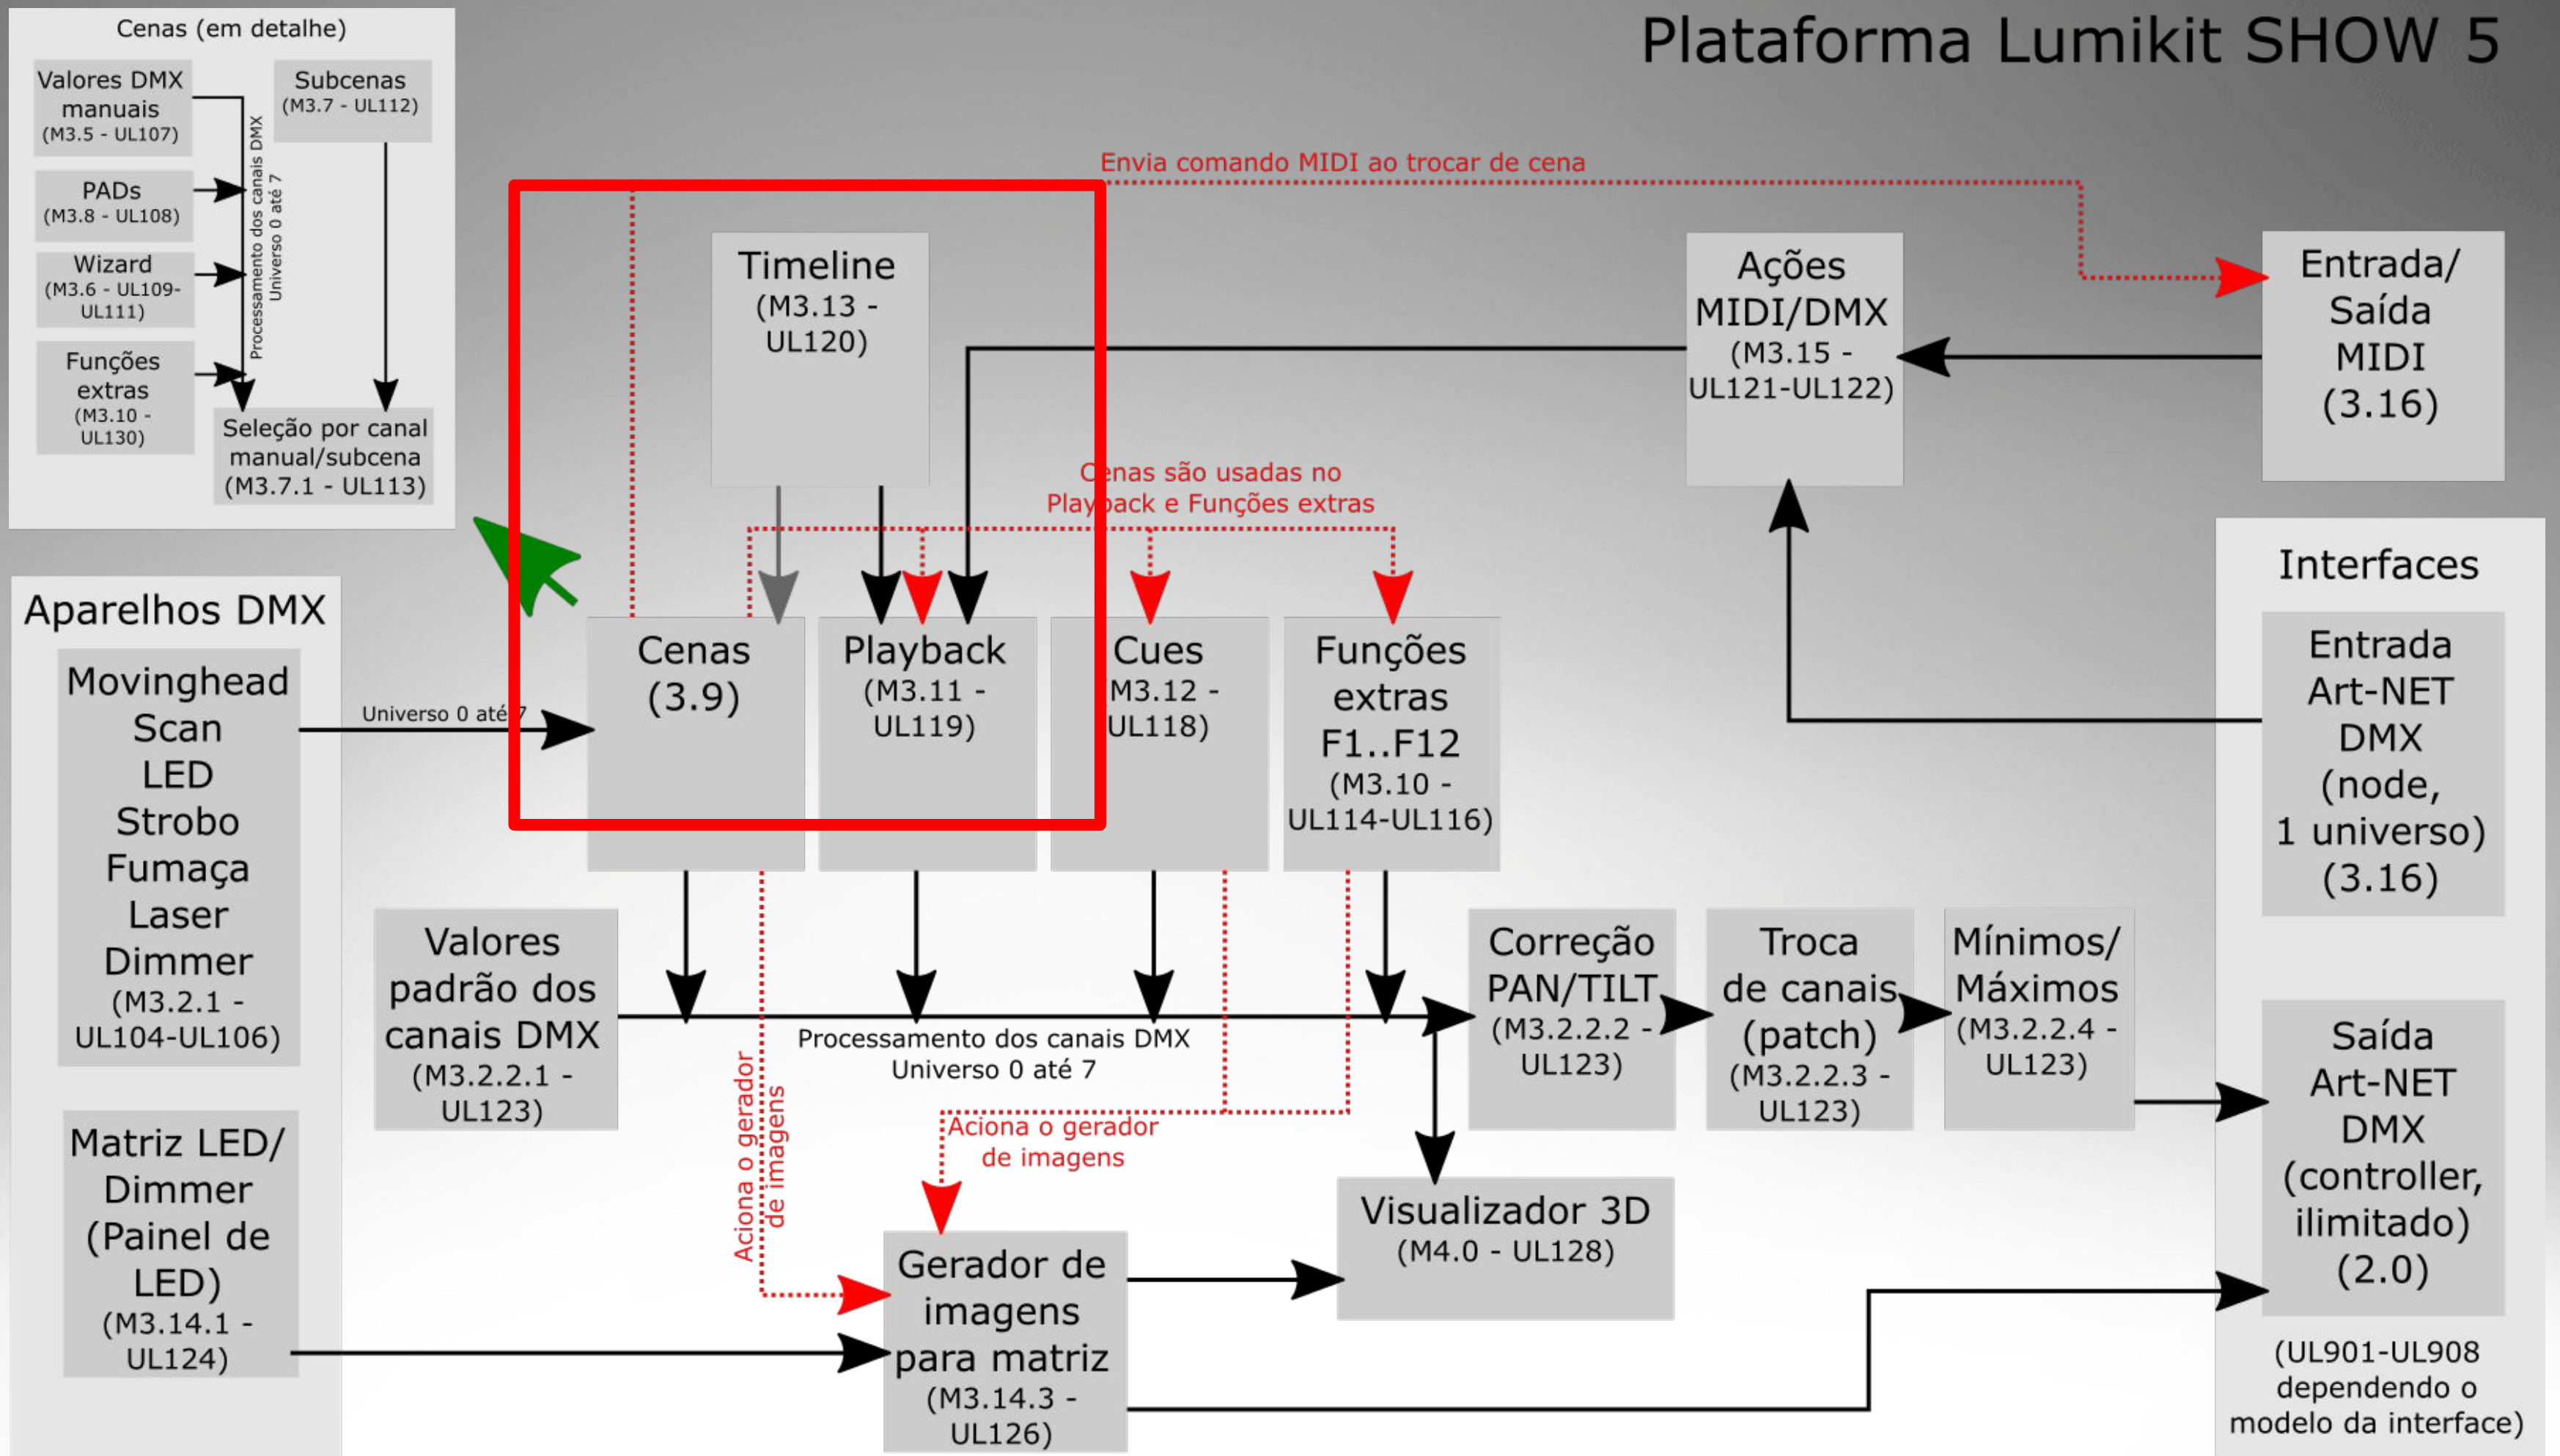 Plataforma Lumikit SHOW 5
Cenas (em detalhe)
Valores DMX
manuais
(M3.5 - UL107)
Subcenas
(M3.7 - UL112)
PADs
(M3.8 - UL108)
Wizard
(M3.6 - UL109-
UL111)
Funções
extras
(M3.10 -
UL130)
Processamento dos canais DMX
Universo 0 até 7
Seleção por canal
manual/subcena
(M3.7.1 - UL113)
Envia comando MIDI ao trocar de cena
Timeline
(M3.13 -
UL120)
Ações
MIDI/DMX
(M3.15 -
UL121-UL122)
Entrada/
Saída
MIDI
(3.16)
Cenas são usadas no
Playback e Funções extras
Aparelhos DMX
Movinghead
Scan
LED
Strobo
Fumaça
Laser
Dimmer
(M3.2.1 -
UL104-UL106)
Universo 0 até 7
Cenas
(3.9)
Playback
(M3.11 -
UL119)
Cues
(M3.12 -
UL118)
Funções
extras
F1..F12
(M3.10 -
UL114-UL116)
Interfaces
Entrada
Art-NET
DMX
(node,
1 universo)
(3.16)
Valores
padrão dos
canais DMX
(M3.2.2.1 -
UL123)
Processamento dos canais DMX
Universo 0 até 7
Correção
PAN/TILT
(M3.2.2.2 -
UL123)
Troca
de canais
(patch)
(M3.2.2.3 -
UL123)
Mínimos/
Máximos
(M3.2.2.4 -
UL123)
Saída
Art-NET
DMX
(controller,
ilimitado)
(2.0)
Matriz LED/
Dimmer
(Painel de
LED)
(M3.14.1 -
UL124)
Aciona o gerador
de imagens
Aciona o gerador
de imagens
Gerador de
imagens
para matriz
(M3.14.3 -
UL126)
Visualizador 3D
(M4.0 - UL128)
(UL901-UL908
dependendo o
modelo da interface)